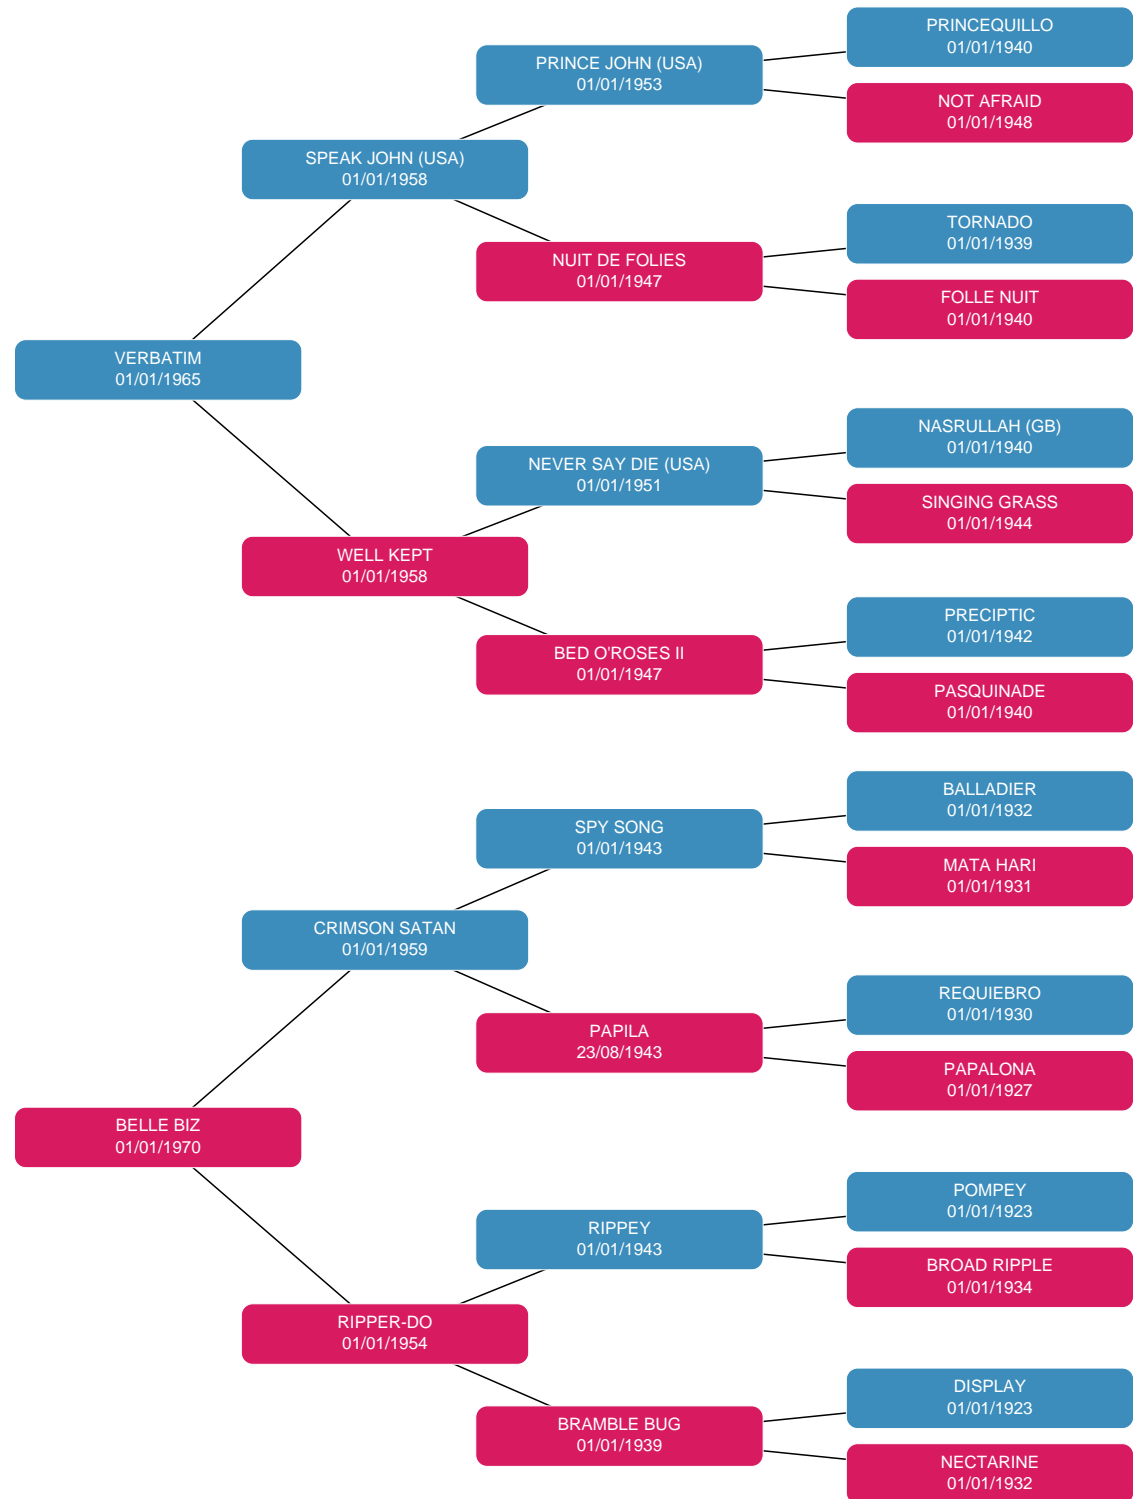 PRINCEQUILLO
01/01/1940
PRINCE JOHN (USA)
01/01/1953
NOT AFRAID
01/01/1948
SPEAK JOHN (USA)
01/01/1958
TORNADO
01/01/1939
NUIT DE FOLIES
01/01/1947
FOLLE NUIT
01/01/1940
VERBATIM
01/01/1965
NASRULLAH (GB)
01/01/1940
NEVER SAY DIE (USA)
01/01/1951
SINGING GRASS
01/01/1944
WELL KEPT
01/01/1958
PRECIPTIC
01/01/1942
BED O'ROSES II
01/01/1947
PASQUINADE
01/01/1940
BALLADIER
01/01/1932
SPY SONG
01/01/1943
MATA HARI
01/01/1931
CRIMSON SATAN
01/01/1959
REQUIEBRO
01/01/1930
PAPILA
23/08/1943
PAPALONA
01/01/1927
BELLE BIZ
01/01/1970
POMPEY
01/01/1923
RIPPEY
01/01/1943
BROAD RIPPLE
01/01/1934
RIPPER-DO
01/01/1954
DISPLAY
01/01/1923
BRAMBLE BUG
01/01/1939
NECTARINE
01/01/1932